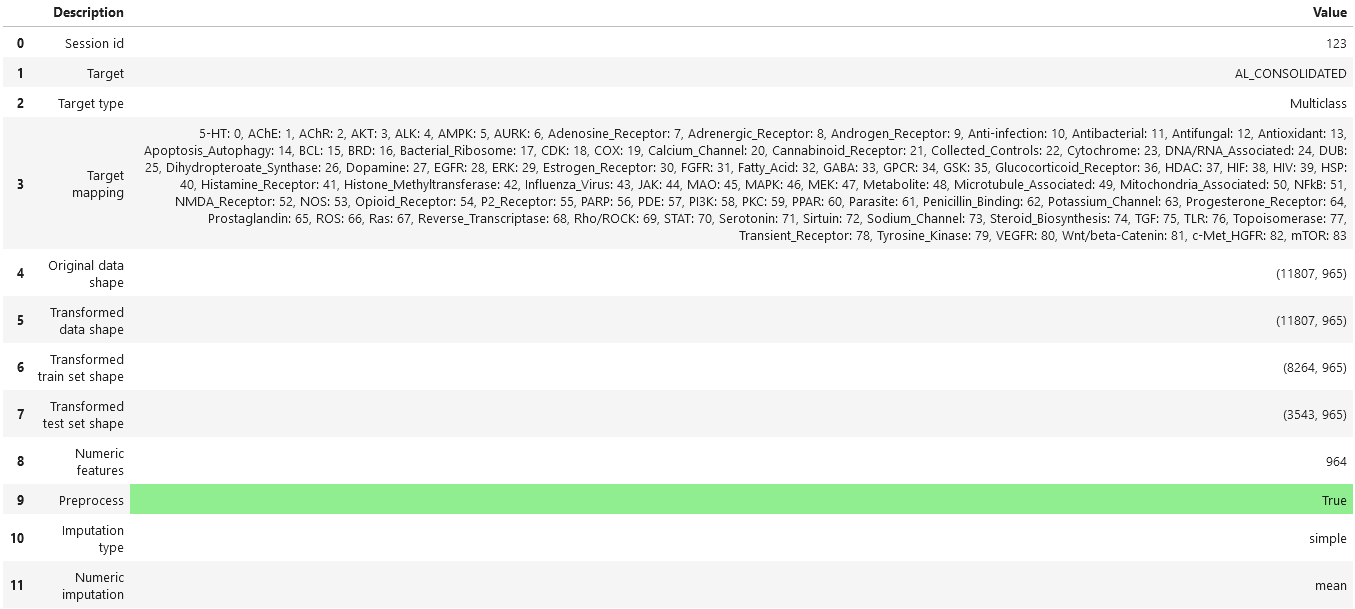 Description Value
0 Session id 123
1 Target AL_CONSOLIDATED
2 Target type Multiclass
5-HT: 0, AChE: 1, AChR: 2, AKT: 3, ALK: 4, AMPK: 5, AURK: 6, Adenosine_Receptor: 7, Adrenergic_Receptor: 8, Androgen_Receptor: 9, Anti-infection: 10, Antibacterial: 11, Antifungal: 12, Antioxidant: 13,
Apoptosis_Autophagy: 14, BCL: 15, BRD: 16, Bacterial_Ribosome: 17, CDK: 18, COX: 19, Calcium_Channel: 20, Cannabinoid_Receptor: 21, Collected_Controls: 22, Cytochrome: 23, DNA/RNA_Associated: 24, DUB:
25, Dihydropteroate_Synthase: 26, Dopamine: 27, EGFR: 28, ERK: 29, Estrogen_Receptor: 30, FGFR: 31, Fatty_Acid: 32, GABA: 33, GPCR: 34, GSK: 35, Glucocorticoid_Receptor: 36, HDAC: 37, HIF: 38, HIV: 39, HSP:
3 Target mapping 40, Histamine_Receptor: 41, Histone_Methyltransferase: 42, Influenza_Virus: 43, JAK: 44, MAO: 45, MAPK: 46, MEK: 47, Metabolite: 48, Microtubule_Associated: 49, Mitochondria_Associated: 50, NFkB: 51,
NMDA_Receptor: 52, NOS: 53, Opioid_Receptor: 54, P2_Receptor: 55, PARP: 56, PDE: 57, PI3K: 58, PKC: 59, PPAR: 60, Parasite: 61, Penicillin_Binding: 62, Potassium_Channel: 63, Progesterone_Receptor: 64,
Prostaglandin: 65, ROS: 66, Ras: 67, Reverse_Transcriptase: 68, Rho/ROCK: 69, STAT: 70, Serotonin: 71, Sirtuin: 72, Sodium_Channel: 73, Steroid_Biosynthesis: 74, TGF: 75, TLR: 76, Topoisomerase: 77,
Transient_Receptor: 78, Tyrosine_Kinase: 79, VEGFR: 80, Wnt/beta-Catenin: 81, c-Met_HGFR: 82, mTOR: 83
4 Original data shape (11807, 965)
5 Transformed data shape (11807, 965)
6 Transformed train set shape (8264, 965)
7 Transformed test set shape (3543, 965)
8 Numeric features 964
9 Preprocess True
10 Imputation type simple
11 Numeric imputation mean